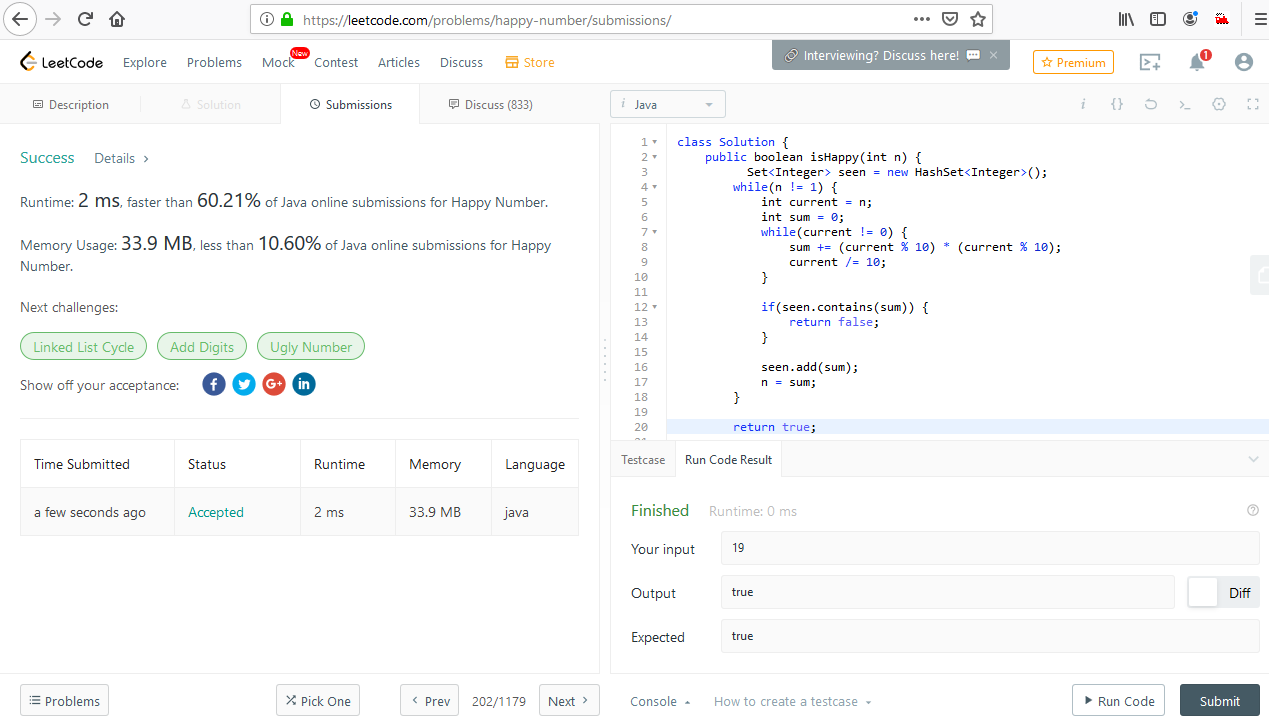 https://leetcode.com/problems/happy-number/submissions/
LeetCode Explore Problems Mock New Contest Articles Discuss Store Interviewing? Discuss here! × Premium 1
Description Solution Submissions Discuss (833)
Success Details >
Runtime: 2 ms, faster than 60.21% of Java online submissions for Happy Number.
Memory Usage: 33.9 MB, less than 10.60% of Java online submissions for Happy
Number.
Next challenges:
Linked List Cycle Add Digits Ugly Number
Show off your acceptance: f G+ in
Time Submitted Status Runtime Memory Language
a few seconds ago Accepted 2 ms 33.9 MB java
Problems Pick One < Prev 202/1179 Next >
i Java i {}
1 class Solution {
2 public boolean isHappy(int n) {
3 Set<Integer> seen = new HashSet<Integer>();
4 while(n != 1) {
5 int current = n;
6 int sum = 0;
7 while(current != 0) {
8 sum += (current % 10) * (current % 10);
9 current /= 10;
10 }
11
12 if(seen.contains(sum)) {
13 return false;
14 }
15
16 seen.add(sum);
17 n = sum;
18 }
19
20 return true;
Testcase Run Code Result
Finished Runtime: 0 ms
Your input 19
Output true Diff
Expected true
Console How to create a testcase Run Code Submit